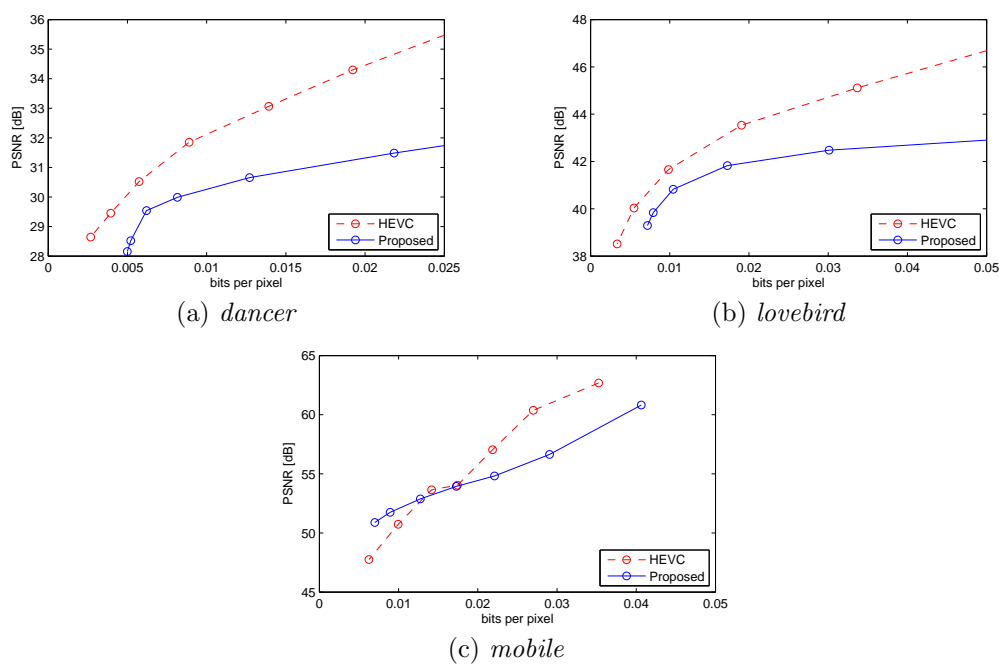 36
35
34
33
32
31
30
29
28
PSNR [dB]
0 0.005 0.01 0.015 0.02 0.025
bits per pixel
HEVC
Proposed
(a) dancer
48
46
44
42
40
38
PSNR [dB]
0 0.01 0.02 0.03 0.04 0.05
bits per pixel
HEVC
Proposed
(b) lovebird
65
60
55
50
45
PSNR [dB]
0 0.01 0.02 0.03 0.04 0.05
bits per pixel
HEVC
Proposed
(c) mobile